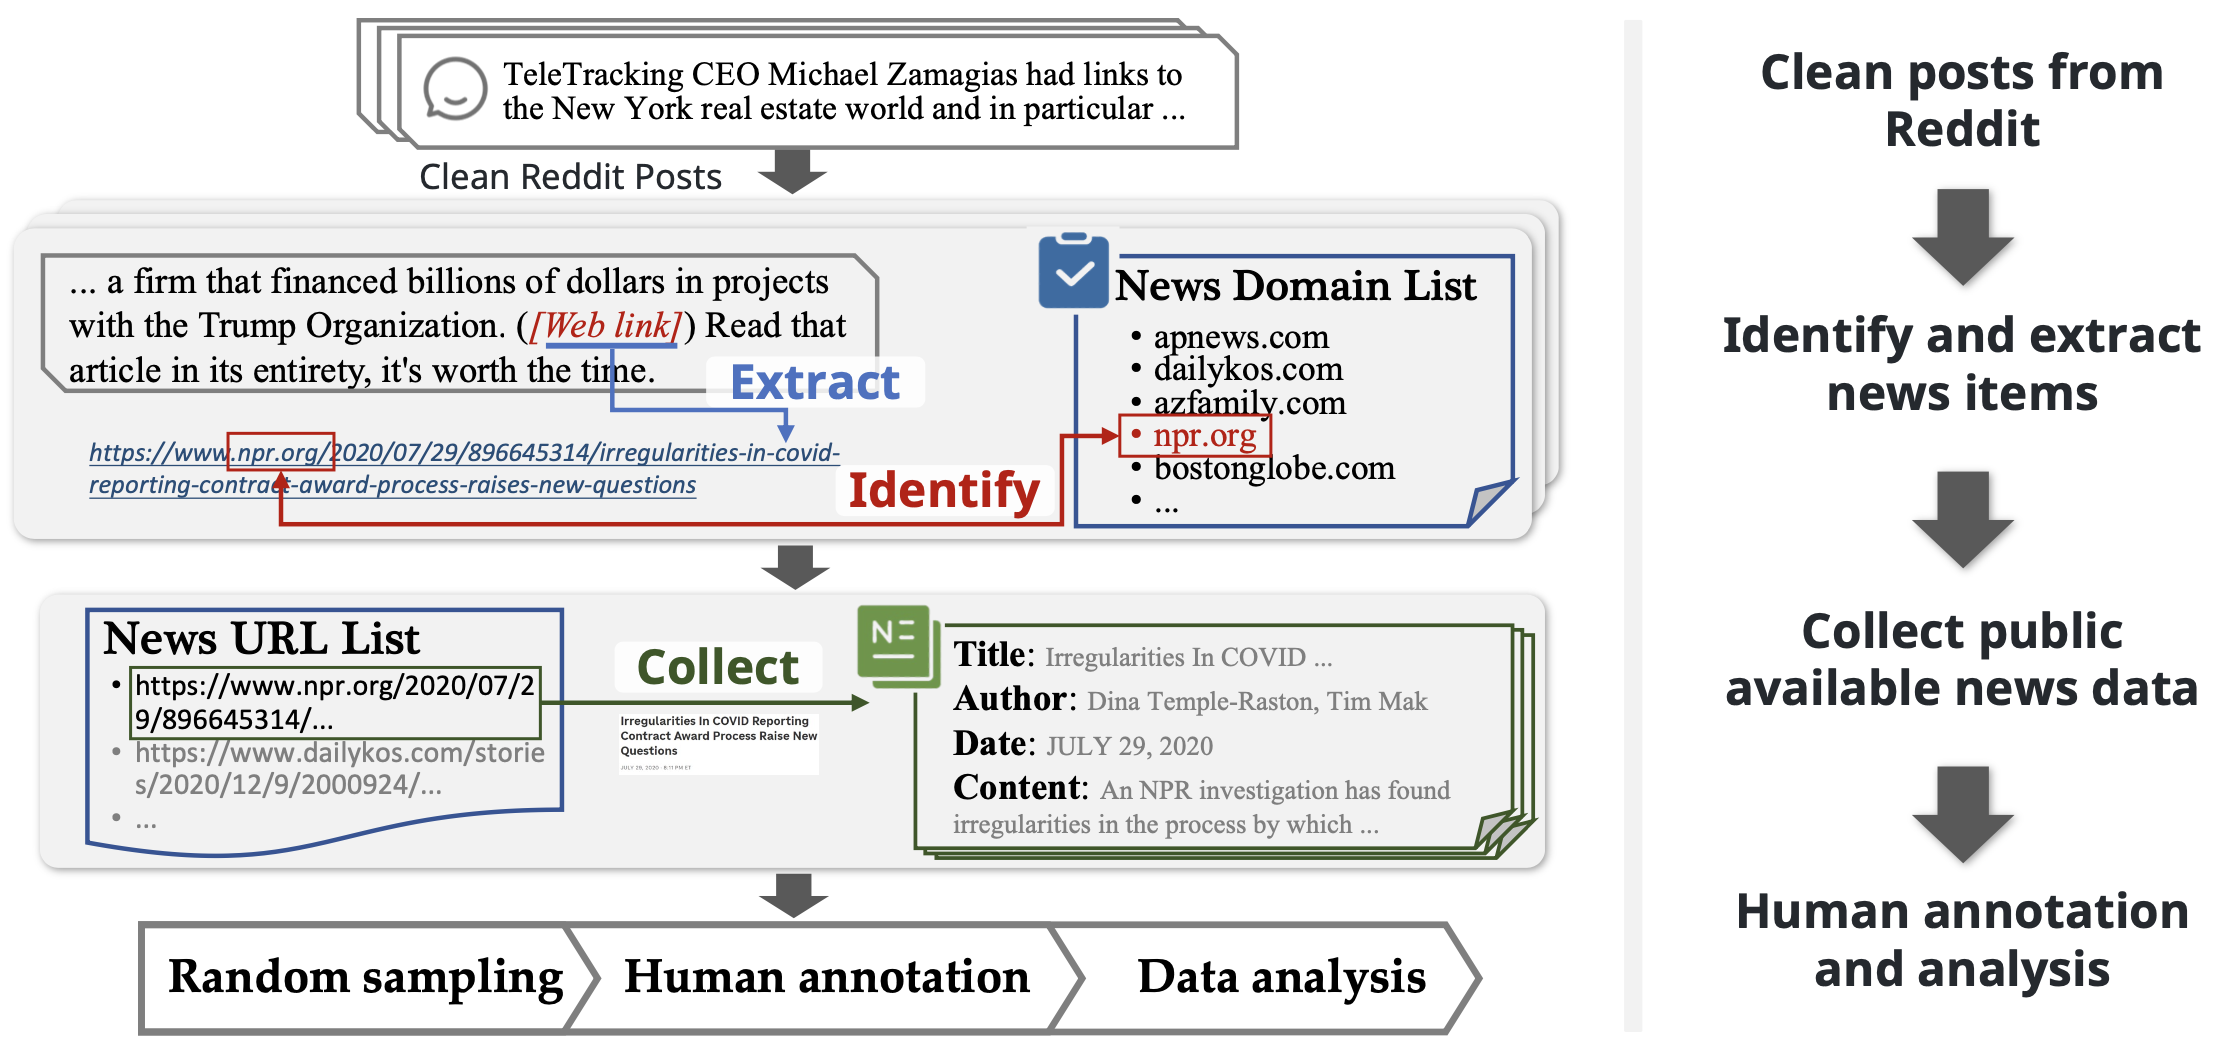 TeleTracking CEO Michael Zamagias had links to
the New York real estate world and in particular ...
Clean Reddit Posts
... a firm that financed billions of dollars in projects
with the Trump Organization. ([Web link]) Read that
article in its entirety, it's worth the time.
Extract
https://www.npr.org/2020/07/29/896645314/irregularities-in-covid-
reporting-contract-award-process-raises-new-questions
Identify
News Domain List
• apnews.com
• dailykos.com
• azfamily.com
• npr.org
• bostonglobe.com
• ...
News URL List
• https://www.npr.org/2020/07/2
9/896645314/...
• https://www.dailykos.com/storie
s/2020/12/9/2000924/...
• ...
Collect
Irregularities In COVID Reporting
Contract Award Process Raise New
Questions
JULY 29, 2020 · 8:11 PM ET
NE
Title: Irregularities In COVID ...
Author: Dina Temple-Raston, Tim Mak
Date: JULY 29, 2020
Content: An NPR investigation has found
irregularities in the process by which ...
Random sampling
Human annotation
Data analysis
Clean posts from
Reddit
Identify and extract
news items
Collect public
available news data
Human annotation
and analysis